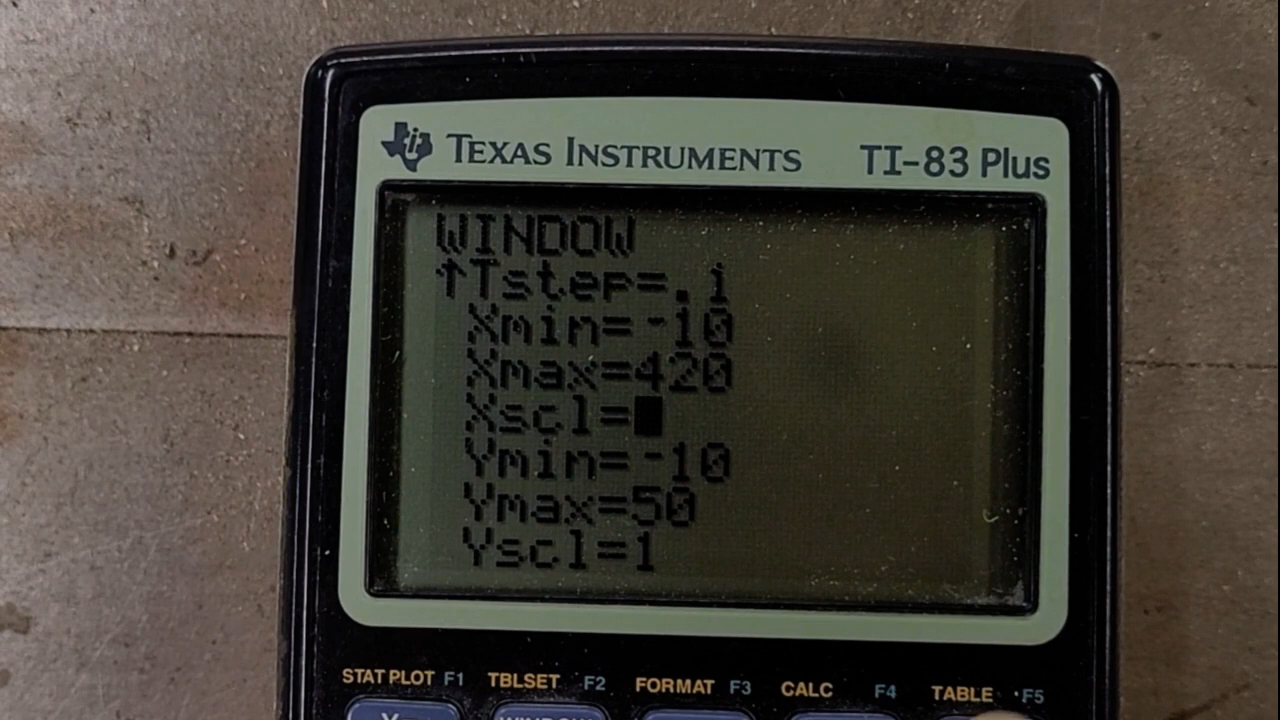 TEXAS INSTRUMENTS TI-83 Plus
WINDOW
↑Tstep=.1
Xmin=-10
Xmax=420
Xscl=
Ymin=-10
Ymax=50
Yscl=1
STAT PLOT F1 TBLSET F2 FORMAT F3 CALC F4 TABLE F5
WINDOW